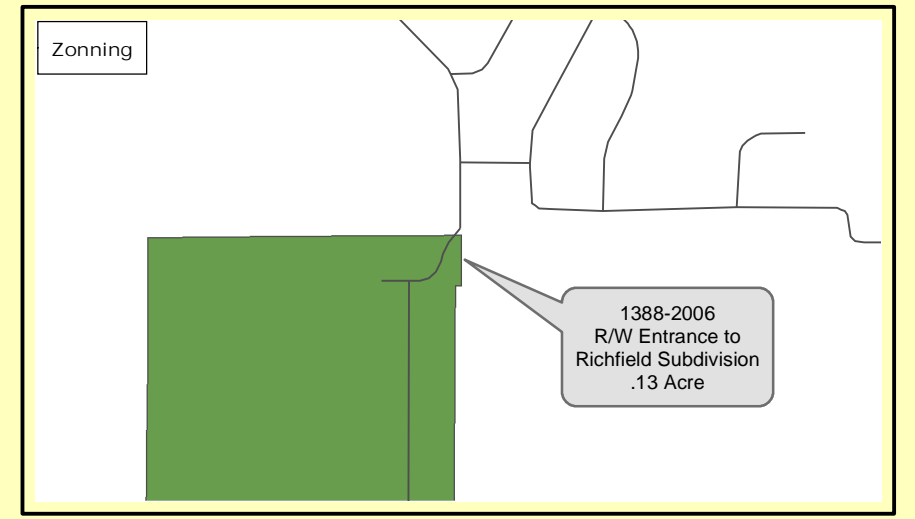 Zonning
1388-2006
R/W Entrance to
Richfield Subdivision
.13 Acre